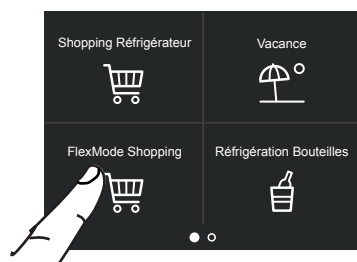 Shopping Réfrigérateur
Vacance
FlexMode Shopping
Réfrigération Bouteilles